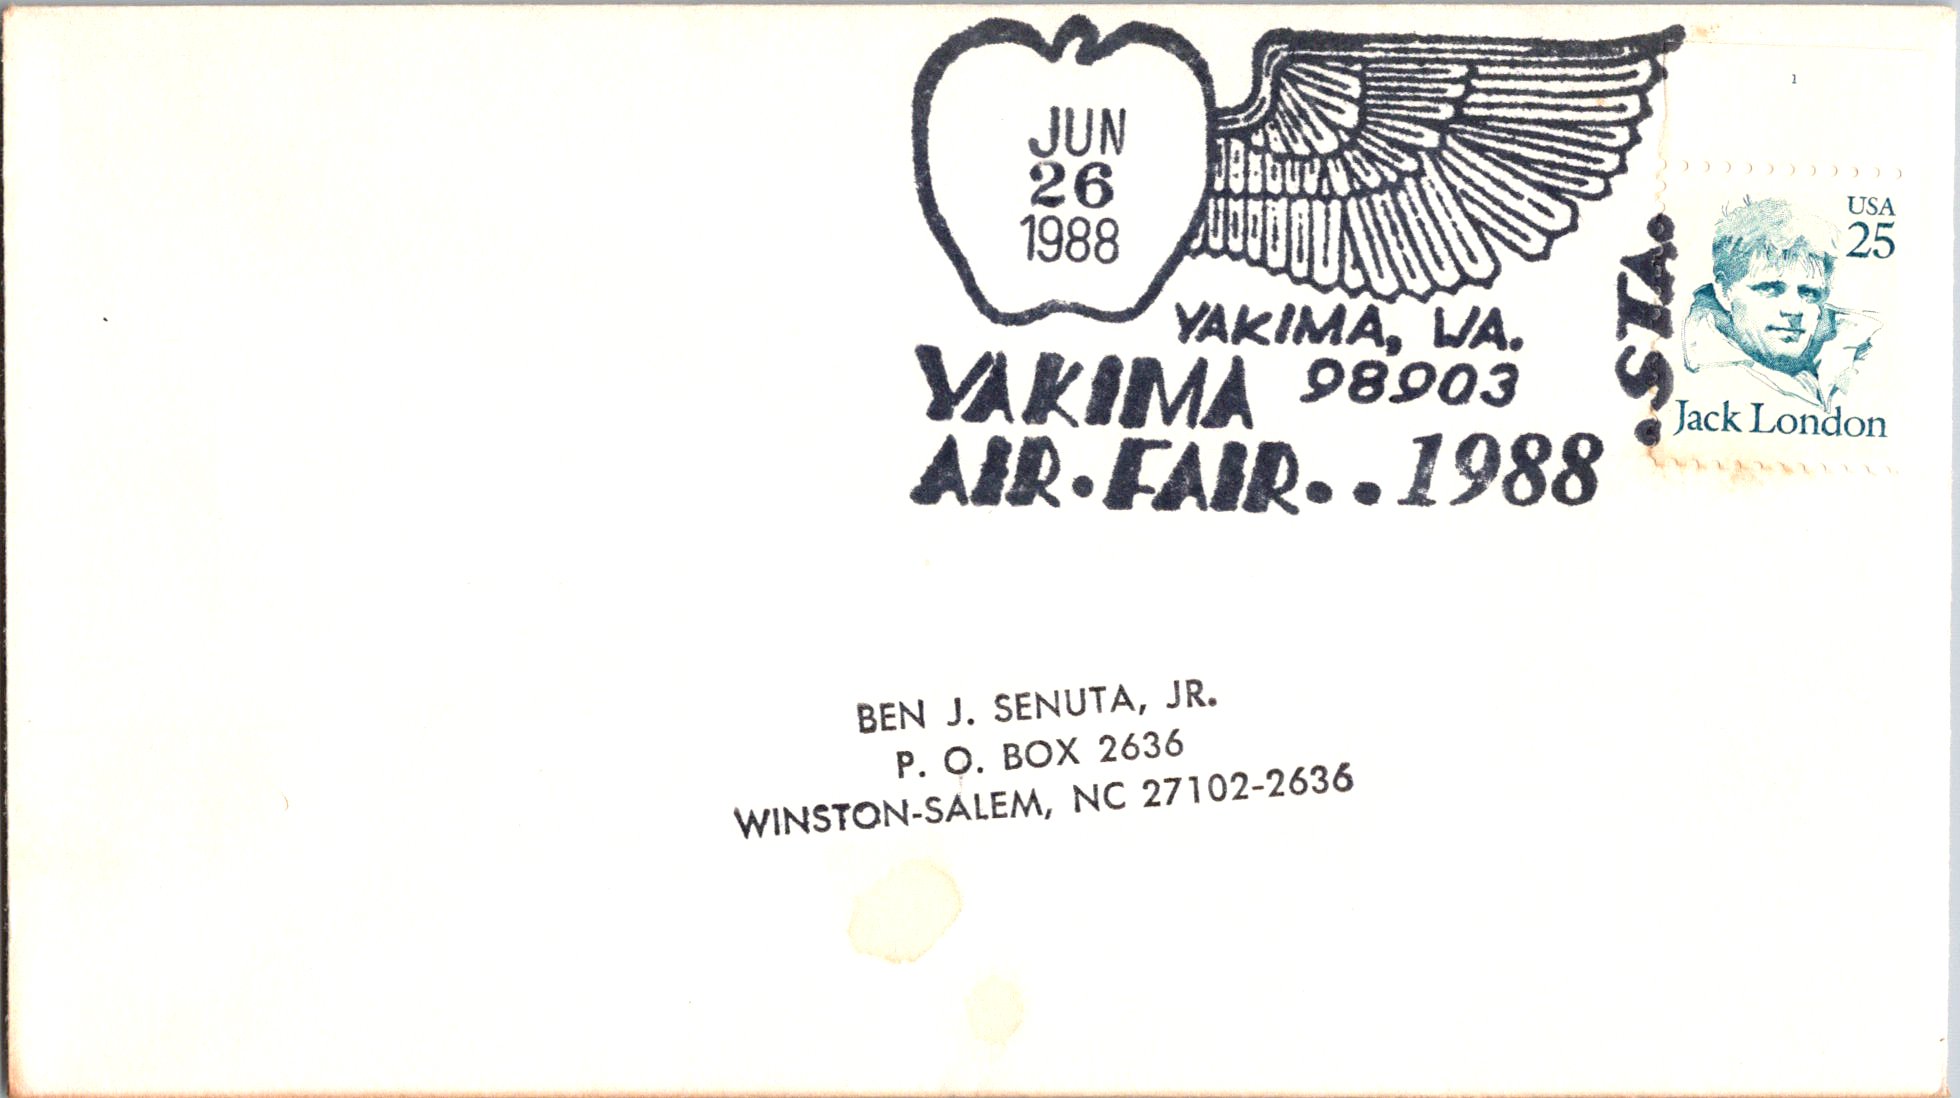 JUN
26
1988
YAKIMA, WA.
98903
YAKIMA
AIR·FAIR··1988
·STA.
1
USA
25
Jack London
BEN J. SENUTA, JR.
P. O. BOX 2636
WINSTON-SALEM, NC 27102-2636